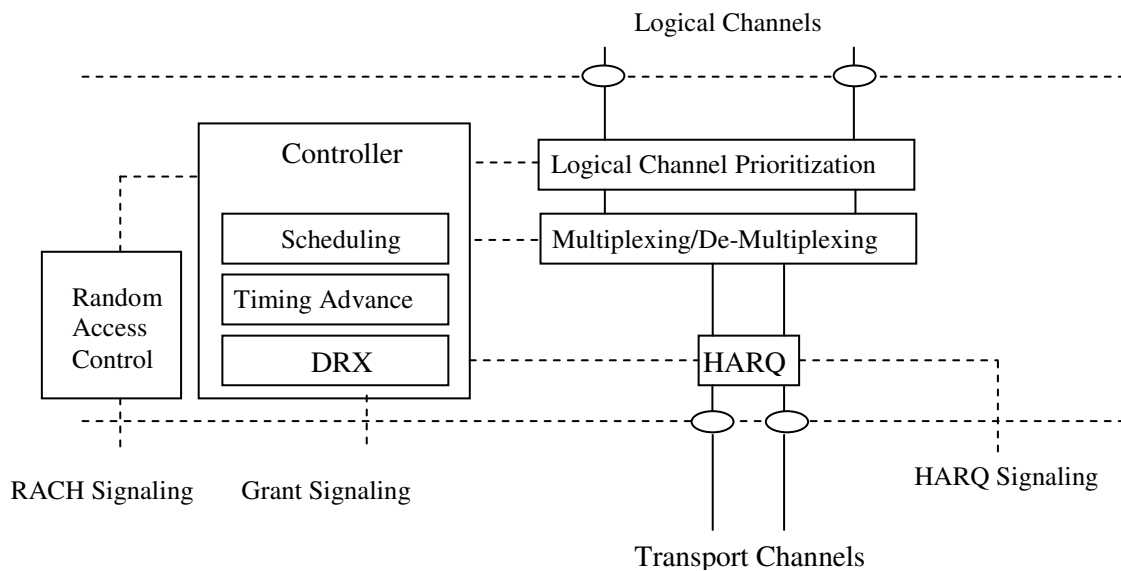 Logical Channels
Controller
Logical Channel Prioritization
Scheduling
Multiplexing/De-Multiplexing
Random
Access
Control
Timing Advance
DRX
HARQ
RACH Signaling
Grant Signaling
HARQ Signaling
Transport Channels